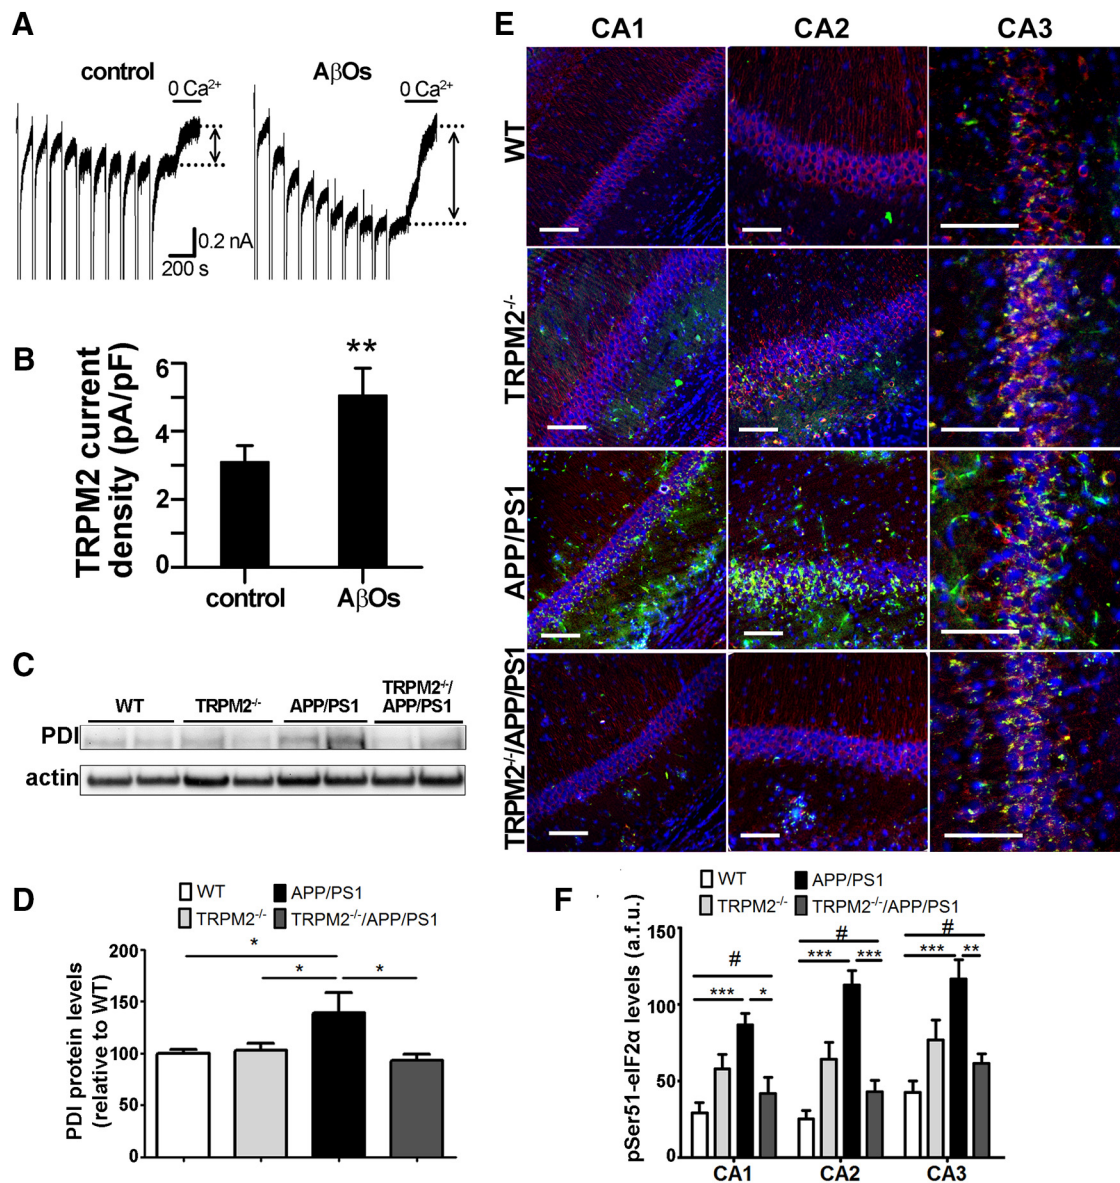 A
control
AβOs
0 Ca²⁺
0 Ca²⁺
0.2 nA
200 s
B
TRPM2 current
density (pA/pF)
6
4
2
0
**
control
AβOs
C
WT
TRPM2⁻/⁻
APP/PS1
TRPM2⁻/⁻/
APP/PS1
PDI
actin
D
WT
APP/PS1
TRPM2⁻/⁻
TRPM2⁻/⁻/APP/PS1
PDI protein levels
(relative to WT)
200
150
100
50
0
*
*
*
E
CA1
CA2
CA3
WT
TRPM2⁻/⁻
APP/PS1
TRPM2⁻/⁻/APP/PS1
F
WT
APP/PS1
TRPM2⁻/⁻
TRPM2⁻/⁻/APP/PS1
pSer51-eIF2α levels (a.f.u.)
150
100
50
0
#
***
*
#
***
***
#
***
**
CA1
CA2
CA3